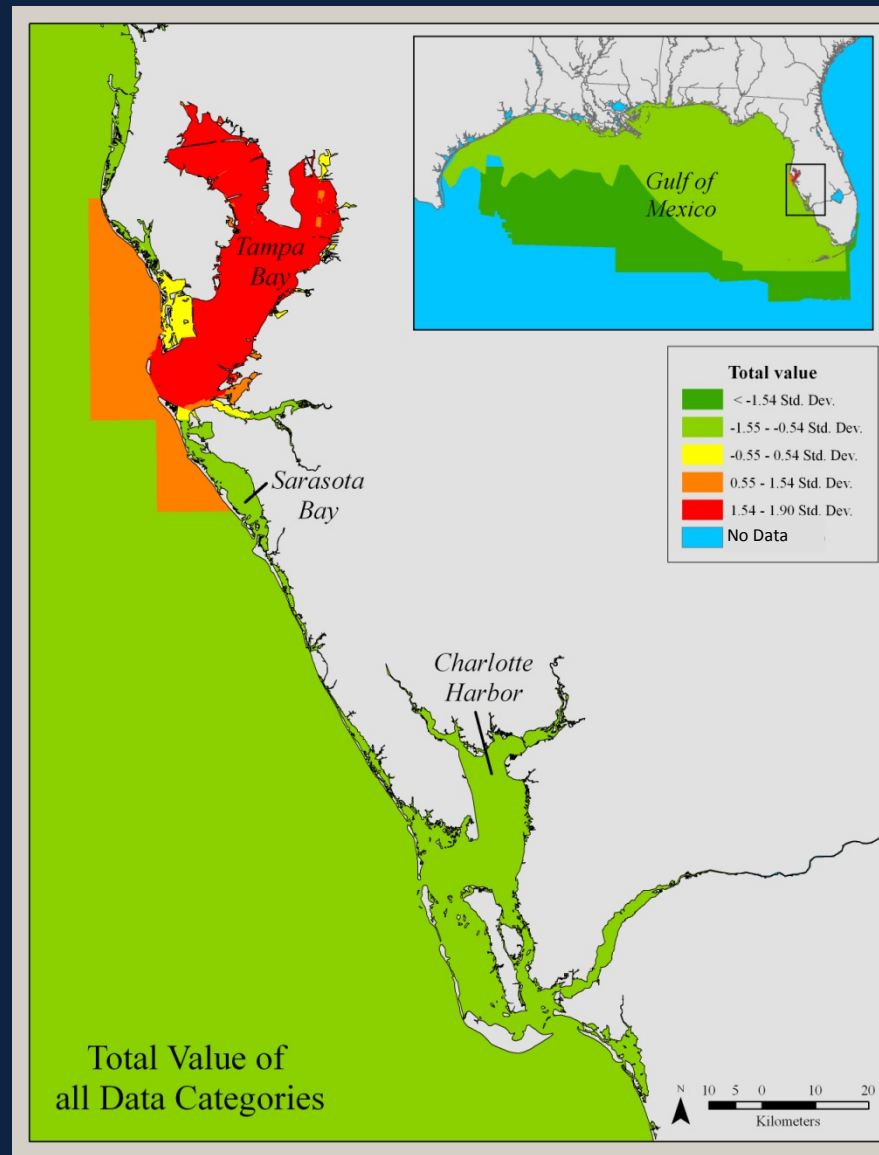 Gulf of
Mexico
Tampa
Bay
Total value
< -1.54 Std. Dev.
-1.55 - -0.54 Std. Dev.
-0.55 - 0.54 Std. Dev.
0.55 - 1.54 Std. Dev.
1.54 - 1.90 Std. Dev.
No Data
Sarasota
Bay
Charlotte
Harbor
Total Value of
all Data Categories
N
10 5 0 10 20
Kilometers